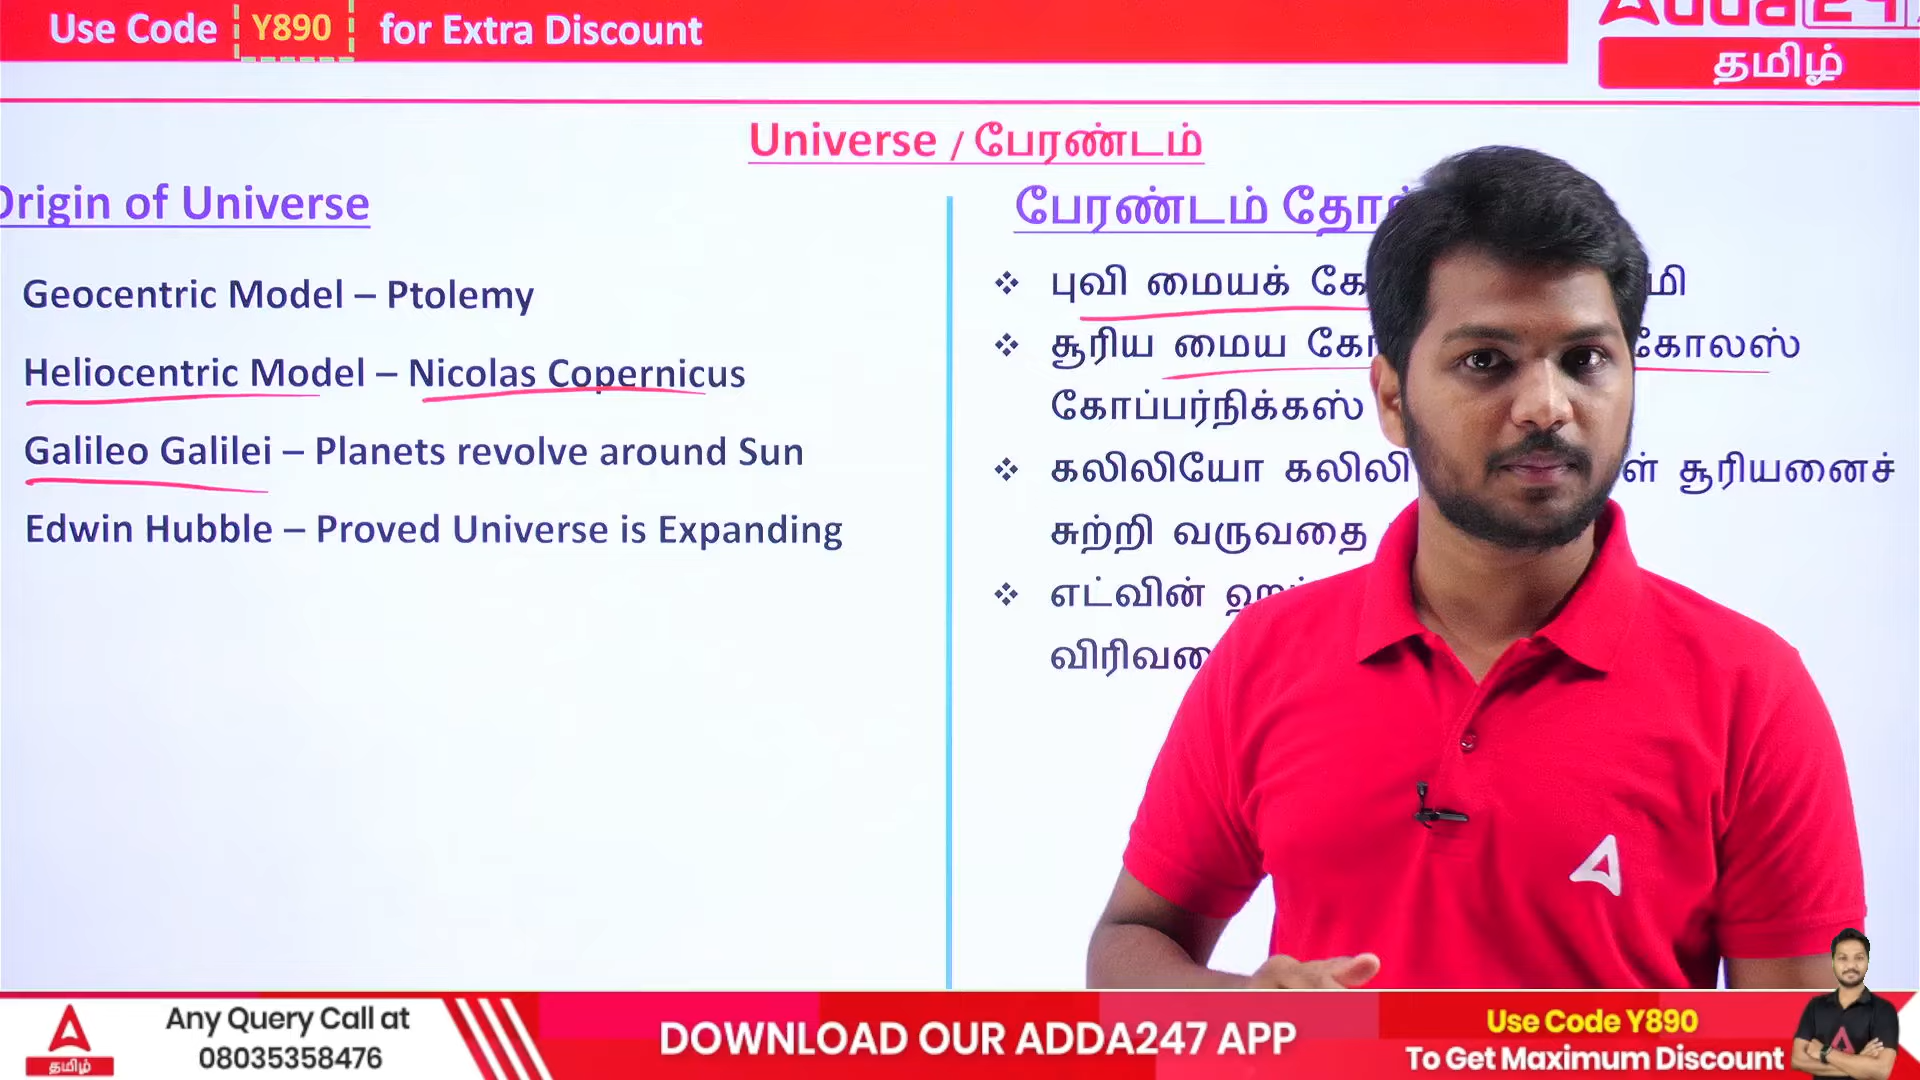 Use Code Y890 for Extra Discount
Adda247
தமிழ்
Universe / பேரண்டம்
Origin of Universe
Geocentric Model – Ptolemy
Heliocentric Model – Nicolas Copernicus
Galileo Galilei – Planets revolve around Sun
Edwin Hubble – Proved Universe is Expanding
பேரண்டம்
❖ புவி மையக்
❖ சூரிய மைய
கோப்பர்நிக்கஸ்
❖ கலிலியோ சூரியனைச்
சுற்றி வருவதை
❖ எட்வின்
தமிழ்
Any Query Call at
08035358476
DOWNLOAD OUR ADDA247 APP
Use Code Y890
To Get Maximum Discount